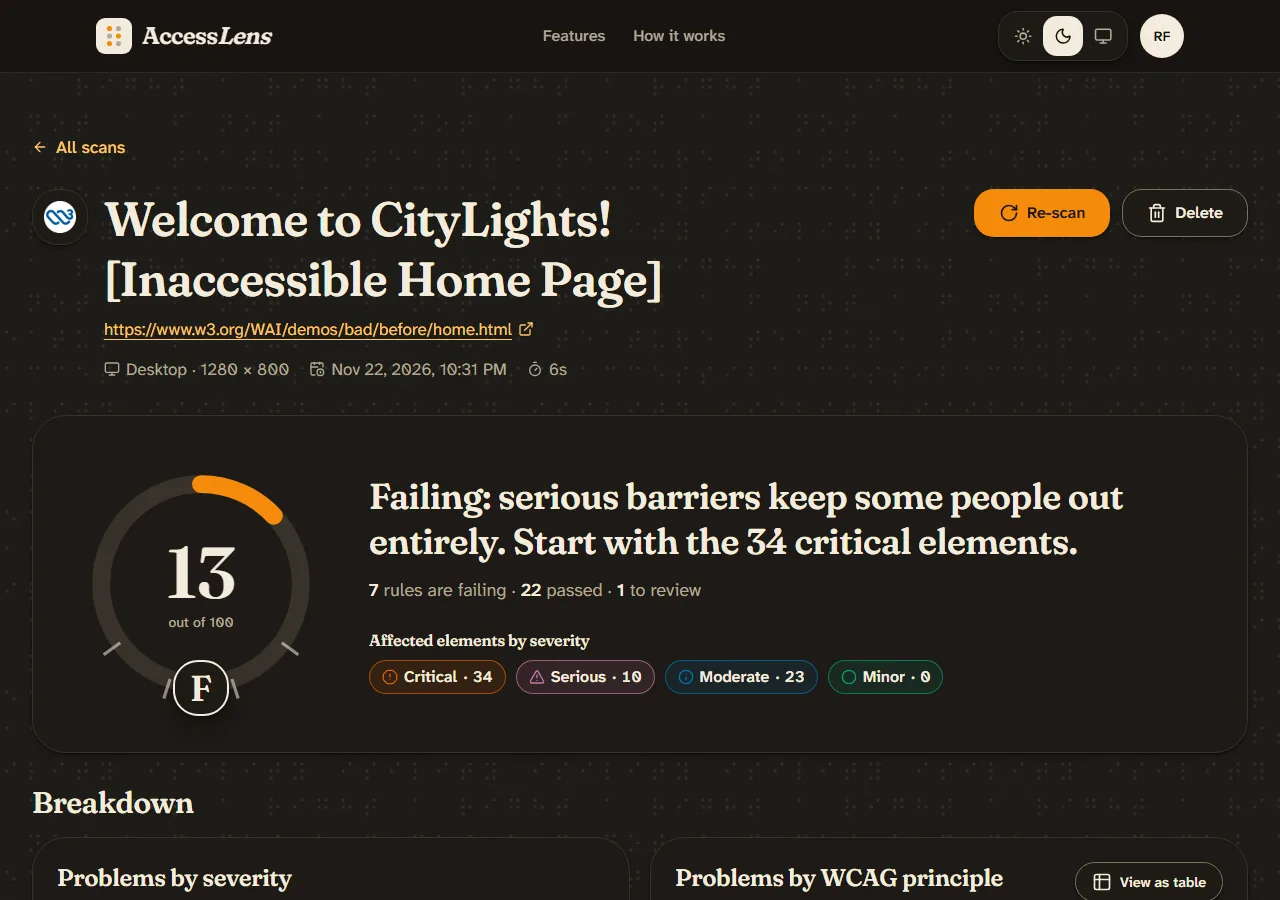 AccessLens
Features
How it works
RF
All scans
Welcome to CityLights!
[Inaccessible Home Page]
Re-scan
Delete
https://www.w3.org/WAI/demos/bad/before/home.html
Desktop · 1280 × 800
Nov 22, 2026, 10:31 PM
6s
13
out of 100
F
Failing: serious barriers keep some people out
entirely. Start with the 34 critical elements.
7 rules are failing · 22 passed · 1 to review
Affected elements by severity
Critical · 34
Serious · 10
Moderate · 23
Minor · 0
Breakdown
Problems by severity
Problems by WCAG principle
View as table